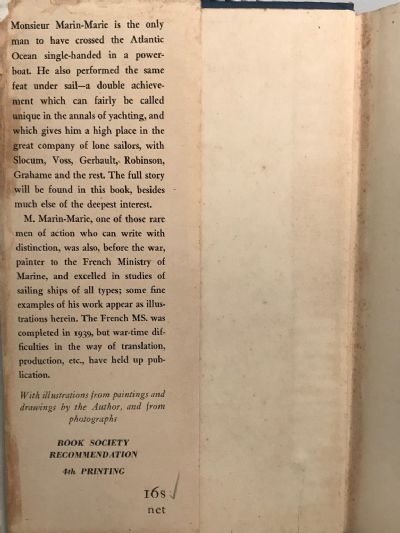 Monsieur Marin-Marie is the only
man to have crossed the Atlantic
Ocean single-handed in a power-
boat. He also performed the same
feat under sail—a double achieve-
ment which can fairly be called
unique in the annals of yachting, and
which gives him a high place in the
great company of lone sailors, with
Slocum, Voss, Gerbault, Robinson,
Grahame and the rest. The full story
will be found in this book, besides
much else of the deepest interest.
M. Marin-Marie, one of those rare
men of action who can write with
distinction, was also, before the war,
painter to the French Ministry of
Marine, and excelled in studies of
sailing ships of all types; some fine
examples of his work appear as illus-
trations herein. The French MS. was
completed in 1939, but war-time dif-
ficulties in the way of translation,
production, etc., have held up pub-
lication.
With illustrations from paintings and
drawings by the Author, and from
photographs
BOOK SOCIETY
RECOMMENDATION
4th PRINTING
16s
net